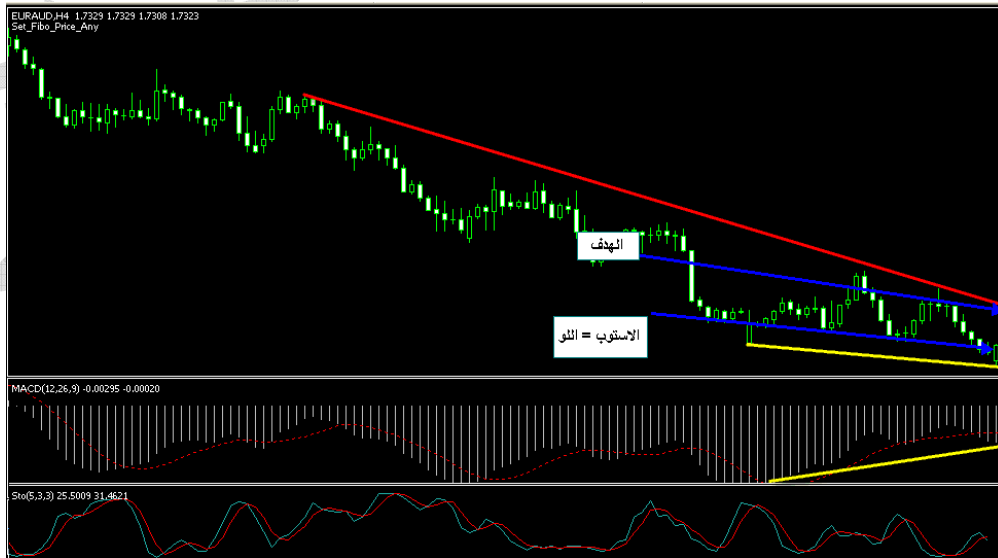 EURAUD,H4 1.7329 1.7329 1.7308 1.7323
Set_Fibo_Price_Any
الهدف
الاستوب = اللو
MACD(12,26,9) -0.00295 -0.00020
Sto(5,3,3) 25.5009 31.4621